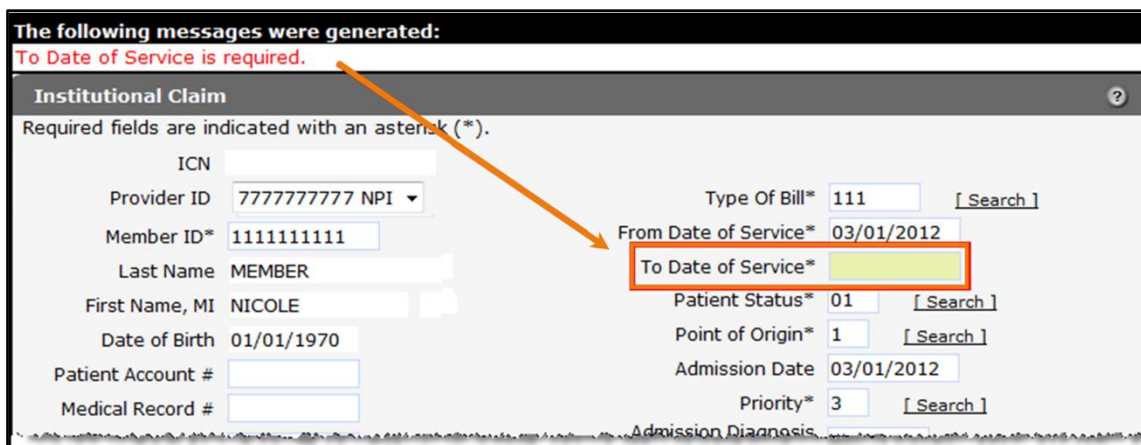 The following messages were generated:
To Date of Service is required.
Institutional Claim ?
Required fields are indicated with an asterisk (*).
ICN
Provider ID 7777777777 NPI
Type Of Bill* 111 [ Search ]
Member ID* 1111111111
From Date of Service* 03/01/2012
Last Name MEMBER
To Date of Service*
First Name, MI NICOLE
Patient Status* 01 [ Search ]
Date of Birth 01/01/1970
Point of Origin* 1 [ Search ]
Patient Account #
Admission Date 03/01/2012
Medical Record #
Priority* 3 [ Search ]
Admission Diagnosis